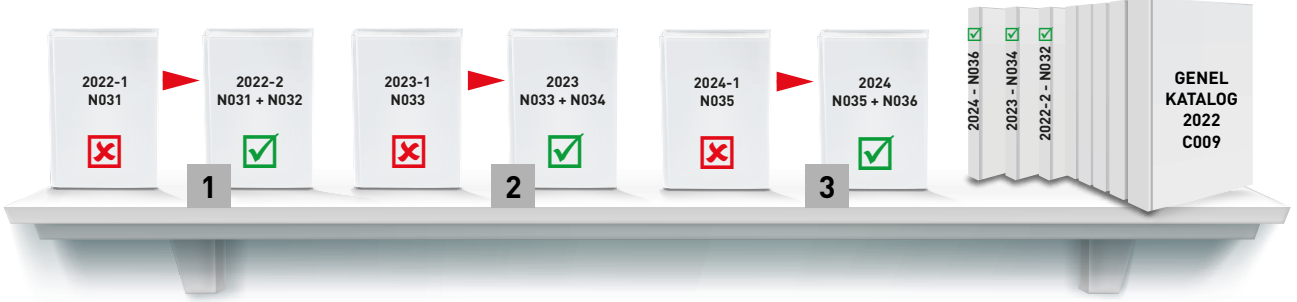 2022-1
N031
2022-2
N031 + N032
2023-1
N033
2023
N033 + N034
2024-1
N035
2024
N035 + N036
1
2
3
2024 - N036
2023 - N034
2022-2 - N032
GENEL
KATALOG
2022
C009